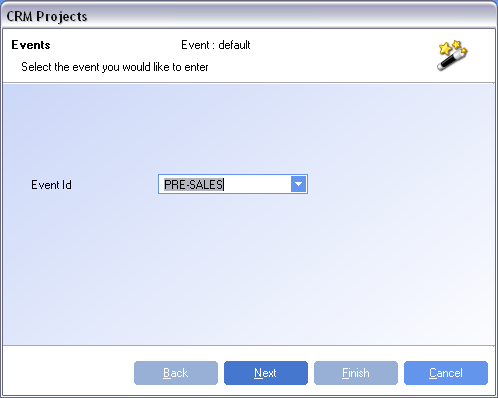 CRM Projects
Events Event : default
Select the event you would like to enter
Event Id PRE-SALES
Back Next Finish Cancel